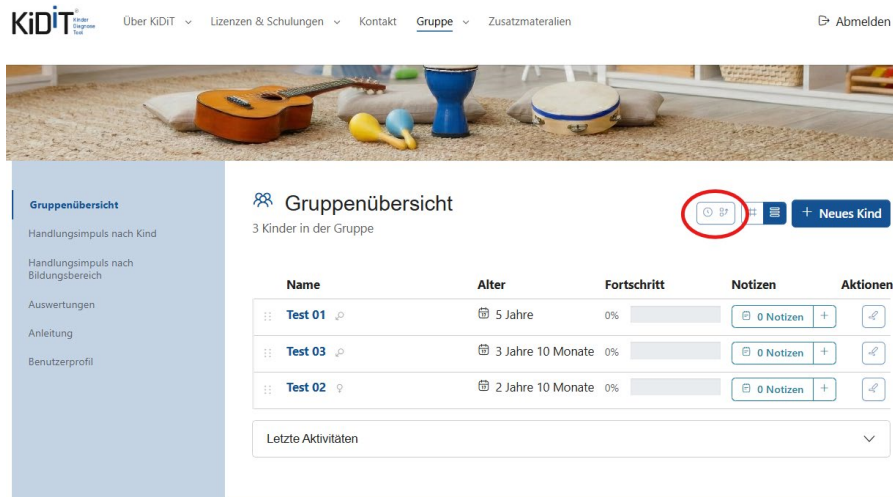 KiDiT® Kinder Diagnose Tool
Über KiDiT Lizenzen & Schulungen Kontakt Gruppe Zusatzmateralien Abmelden
Gruppenübersicht
Handlungsimpuls nach Kind
Handlungsimpuls nach
Bildungsbereich
Auswertungen
Anleitung
Benutzerprofil
Gruppenübersicht
3 Kinder in der Gruppe
+ Neues Kind
Name Alter Fortschritt Notizen Aktionen
Test 01 5 Jahre 0% 0 Notizen +
Test 03 3 Jahre 10 Monate 0% 0 Notizen +
Test 02 2 Jahre 10 Monate 0% 0 Notizen +
Letzte Aktivitäten